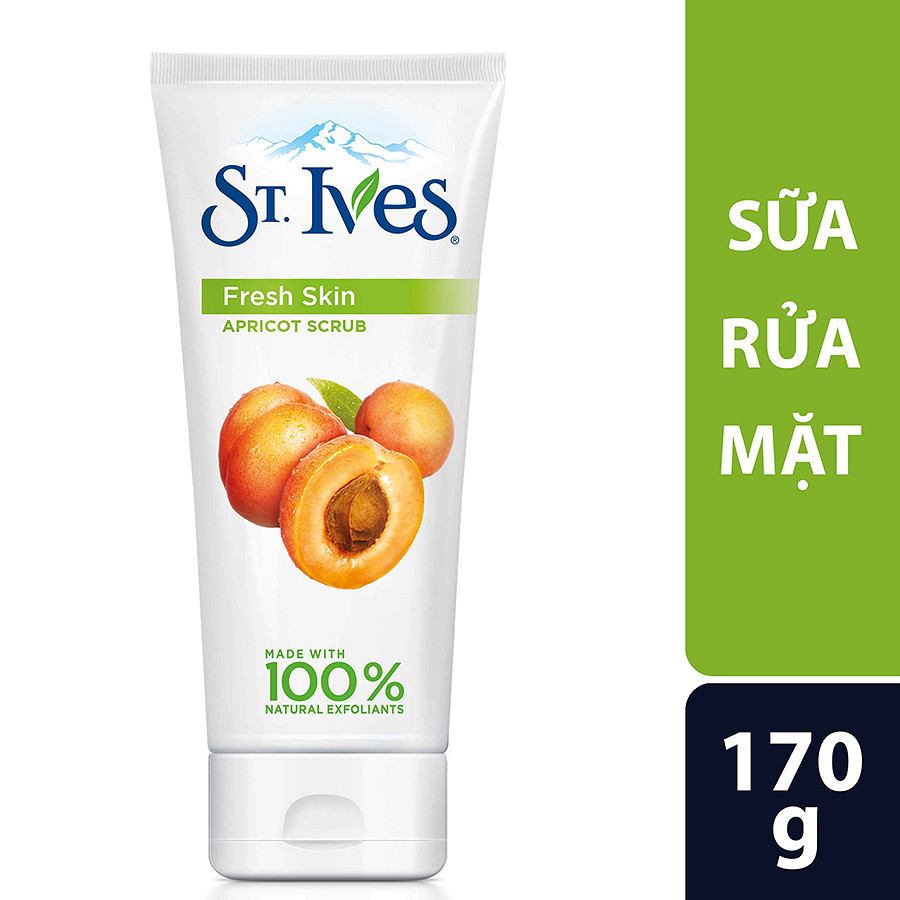 St. Ives®
Fresh Skin
APRICOT SCRUB
MADE WITH
100%
NATURAL EXFOLIANTS
SỮA
RỬA
MẶT
170
g